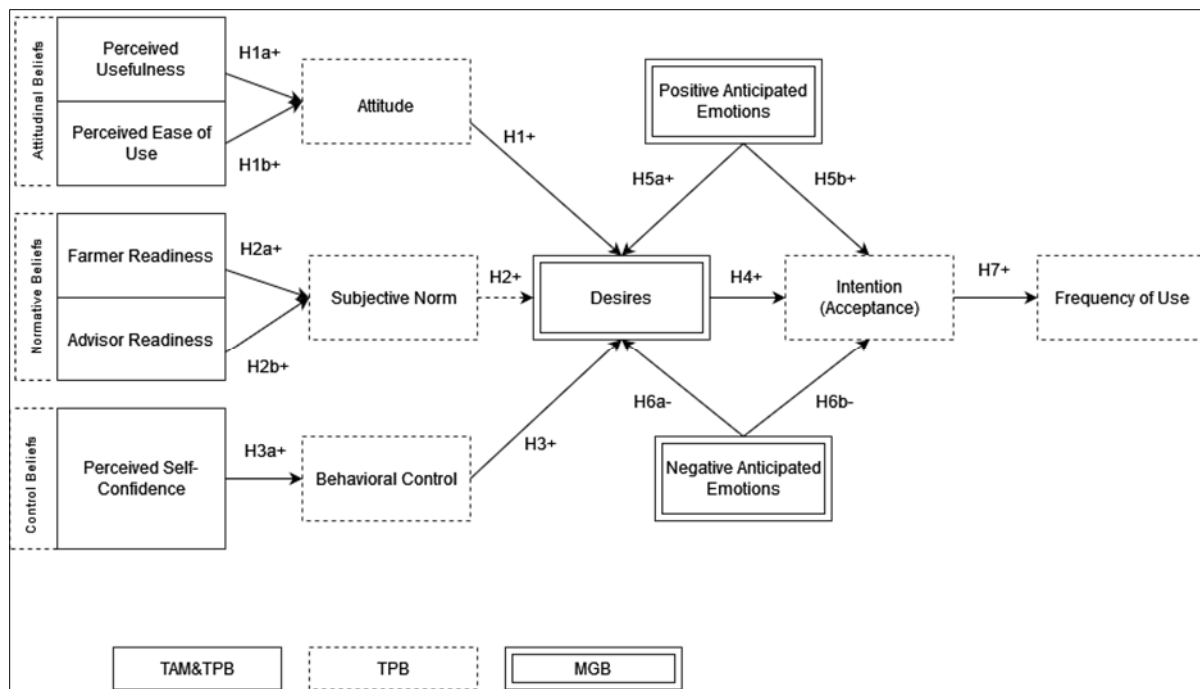 Attitudinal Beliefs
Perceived
Usefulness
Perceived Ease of
Use
H1a+
H1b+
Attitude
H1+
Positive Anticipated
Emotions
H5a+
H5b+
Normative Beliefs
Farmer Readiness
Advisor Readiness
H2a+
H2b+
Subjective Norm
H2+
Desires
H4+
Intention
(Acceptance)
H7+
Frequency of Use
Control Beliefs
Perceived Self-
Confidence
H3a+
Behavioral Control
H3+
H6a-
H6b-
Negative Anticipated
Emotions
TAM&TPB
TPB
MGB